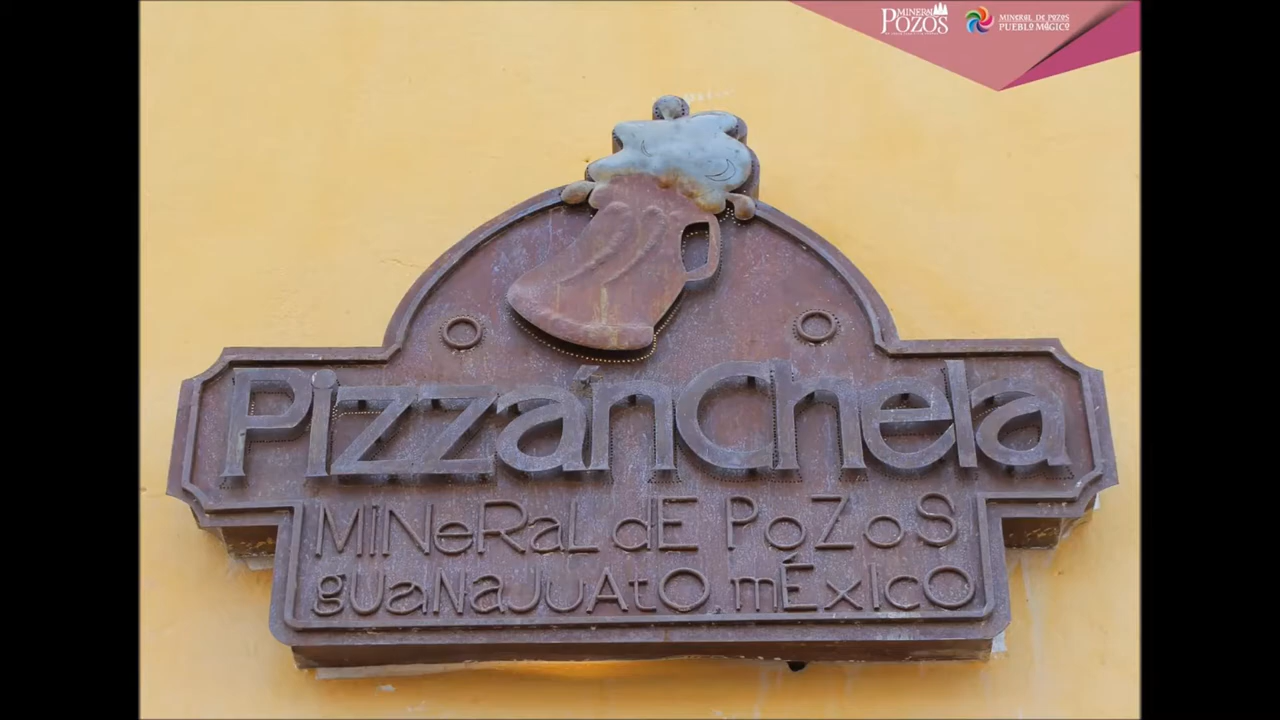 MINERAL
POZOS
MINERAL DE POZOS
PUEBLO MÁGICO
PizzánChela
MiNeRaL dE PoZoS
gUaNaJUAtO, mÉxIcO